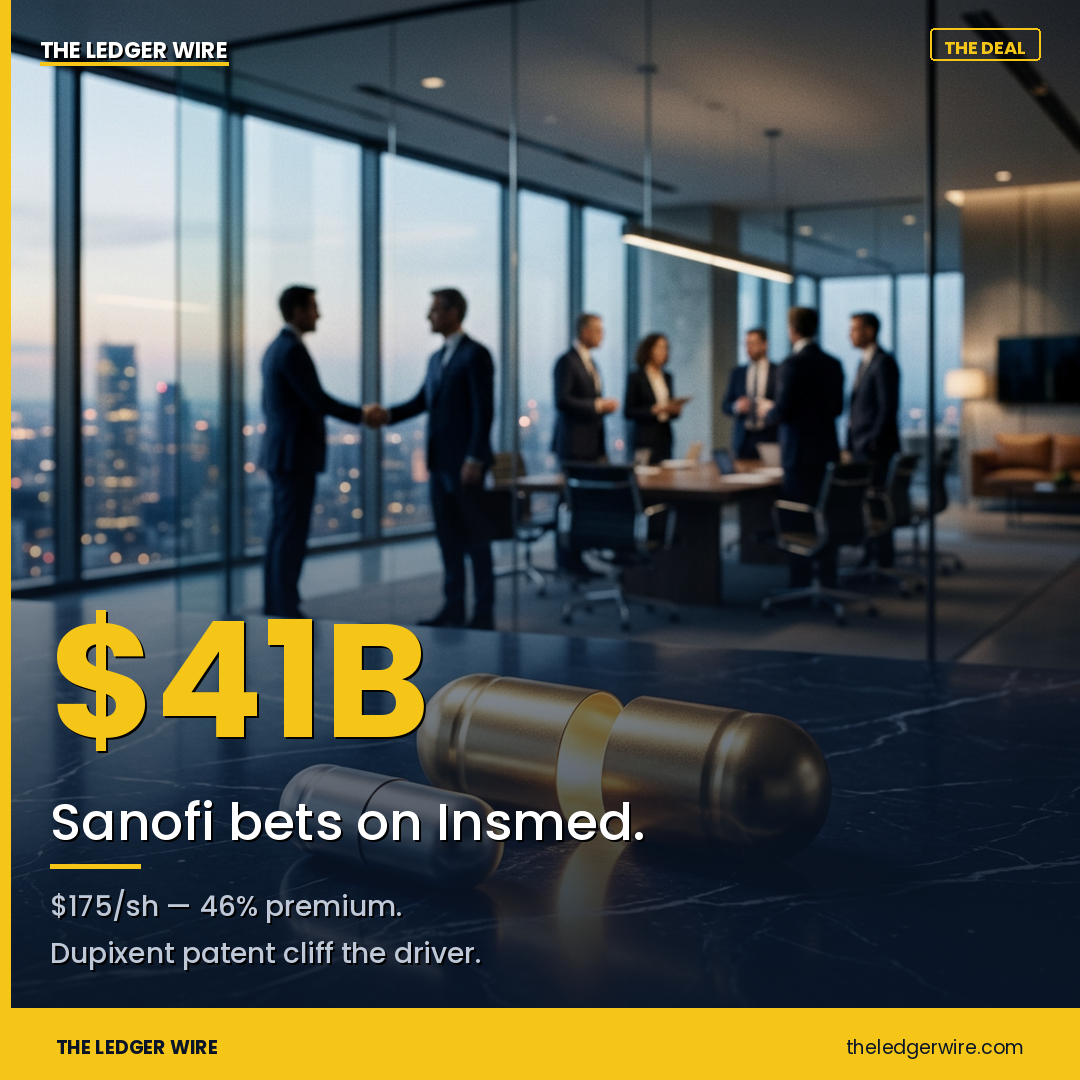 THE LEDGER WIRE
THE DEAL
$41B
Sanofi bets on Insmed.
$175/sh — 46% premium.
Dupixent patent cliff the driver.
THE LEDGER WIRE
theledgerwire.com